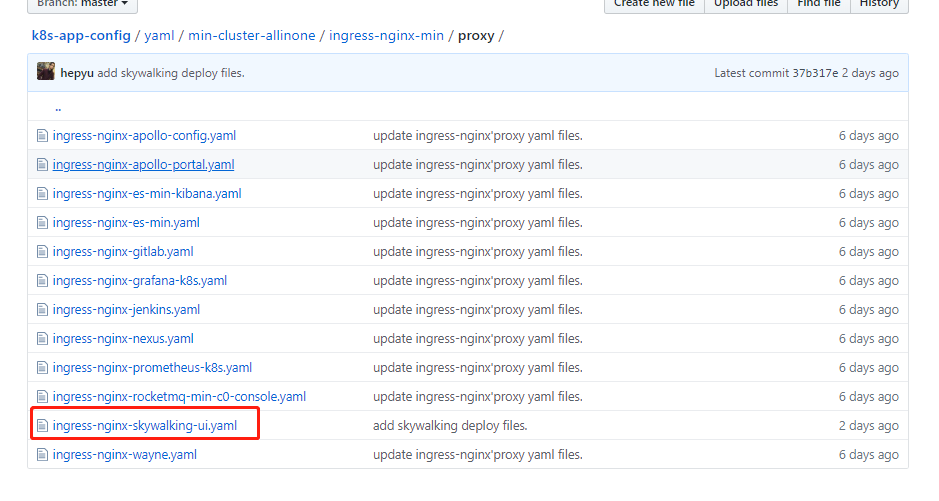 Branch: master
Create new file Upload files Find file History
k8s-app-config / yaml / min-cluster-allinone / ingress-nginx-min / proxy /
hepyu add skywalking deploy files. Latest commit 37b317e 2 days ago
..
ingress-nginx-apollo-config.yaml update ingress-nginx'proxy yaml files. 6 days ago
ingress-nginx-apollo-portal.yaml update ingress-nginx'proxy yaml files. 6 days ago
ingress-nginx-es-min-kibana.yaml update ingress-nginx'proxy yaml files. 6 days ago
ingress-nginx-es-min.yaml update ingress-nginx'proxy yaml files. 6 days ago
ingress-nginx-gitlab.yaml update ingress-nginx'proxy yaml files. 6 days ago
ingress-nginx-grafana-k8s.yaml update ingress-nginx'proxy yaml files. 6 days ago
ingress-nginx-jenkins.yaml update ingress-nginx'proxy yaml files. 6 days ago
ingress-nginx-nexus.yaml update ingress-nginx'proxy yaml files. 6 days ago
ingress-nginx-prometheus-k8s.yaml update ingress-nginx'proxy yaml files. 6 days ago
ingress-nginx-rocketmq-min-c0-console.yaml update ingress-nginx'proxy yaml files. 6 days ago
ingress-nginx-skywalking-ui.yaml add skywalking deploy files. 2 days ago
ingress-nginx-wayne.yaml update ingress-nginx'proxy yaml files. 6 days ago